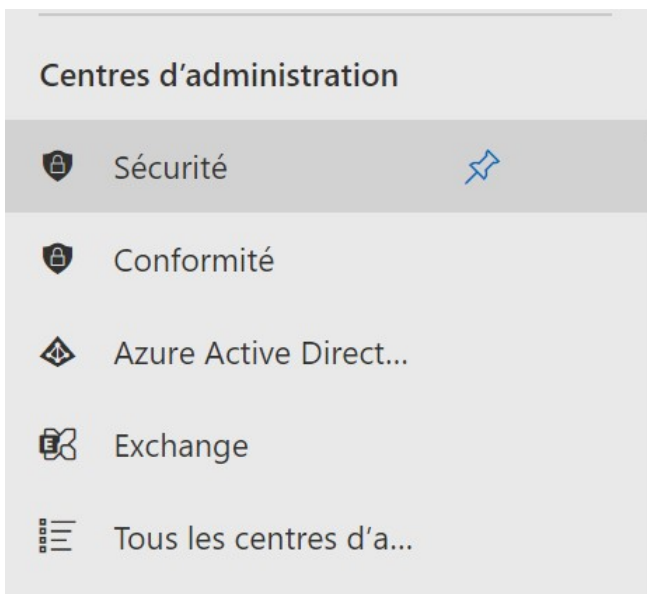 Centres d’administration
Sécurité
Conformité
Azure Active Direct...
Exchange
Tous les centres d’a...